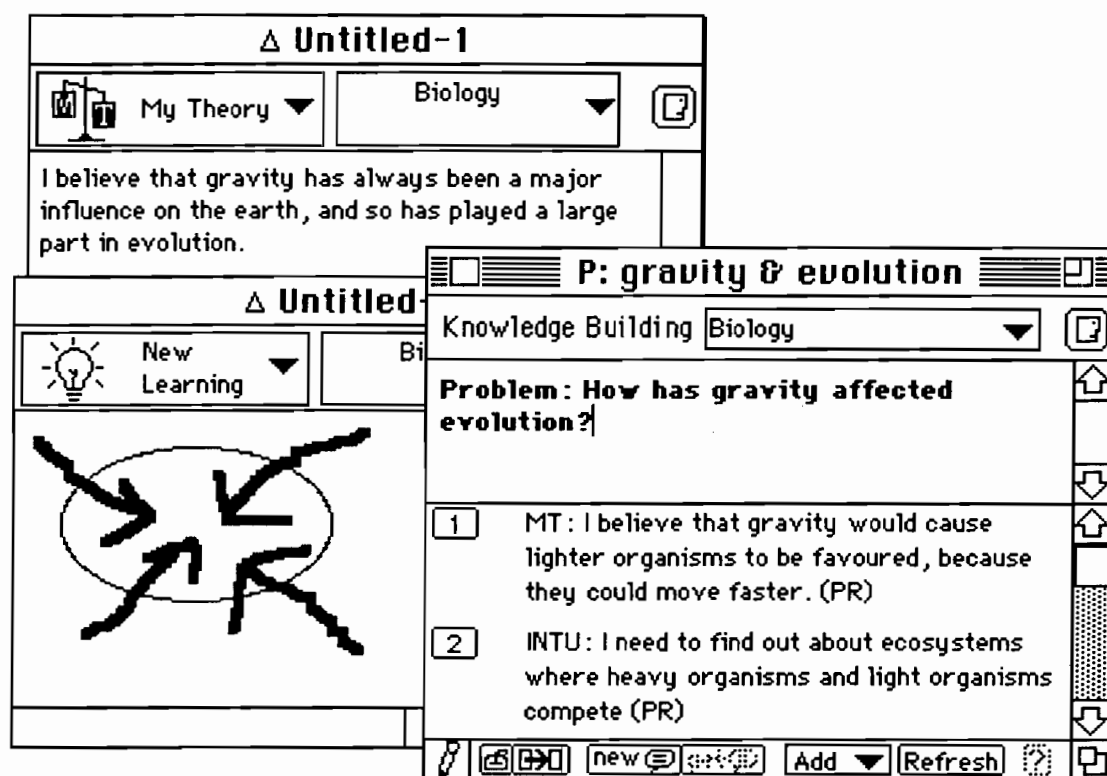 △ Untitled-1
M T My Theory ▼ Biology ▼
I believe that gravity has always been a major
influence on the earth, and so has played a large
part in evolution.
△ Untitled-
New
Learning ▼ Bi
P: gravity & evolution
Knowledge Building Biology ▼
Problem: How has gravity affected
evolution?
1 MT: I believe that gravity would cause
lighter organisms to be favoured, because
they could move faster. (PR)
2 INTU: I need to find out about ecosystems
where heavy organisms and light organisms
compete (PR)
new Add ▼ Refresh ?